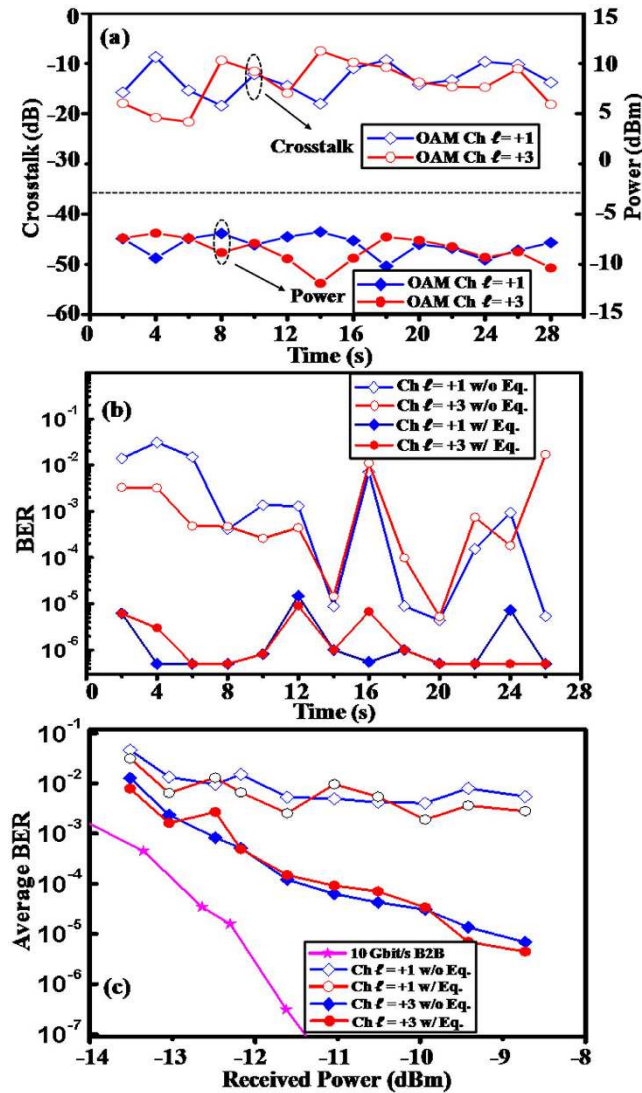 (a)
0
-10
-20
-30
-40
-50
-60
Crosstalk (dB)
15
10
5
0
-5
-10
-15
Power (dBm)
OAM Ch ℓ = +1
OAM Ch ℓ = +3
Crosstalk
Power
OAM Ch ℓ = +1
OAM Ch ℓ = +3
0 4 8 12 16 20 24 28
Time (s)
(b)
Ch ℓ = +1 w/o Eq.
Ch ℓ = +3 w/o Eq.
Ch ℓ = +1 w/ Eq.
Ch ℓ = +3 w/ Eq.
10⁻¹
10⁻²
10⁻³
10⁻⁴
10⁻⁵
10⁻⁶
BER
0 4 8 12 16 20 24 28
Time (s)
10⁻¹
10⁻²
10⁻³
10⁻⁴
10⁻⁵
10⁻⁶
10⁻⁷
Average BER
(c)
10 Gbit/s B2B
Ch ℓ = +1 w/o Eq.
Ch ℓ = +1 w/ Eq.
Ch ℓ = +3 w/o Eq.
Ch ℓ = +3 w/ Eq.
-14 -13 -12 -11 -10 -9 -8
Received Power (dBm)